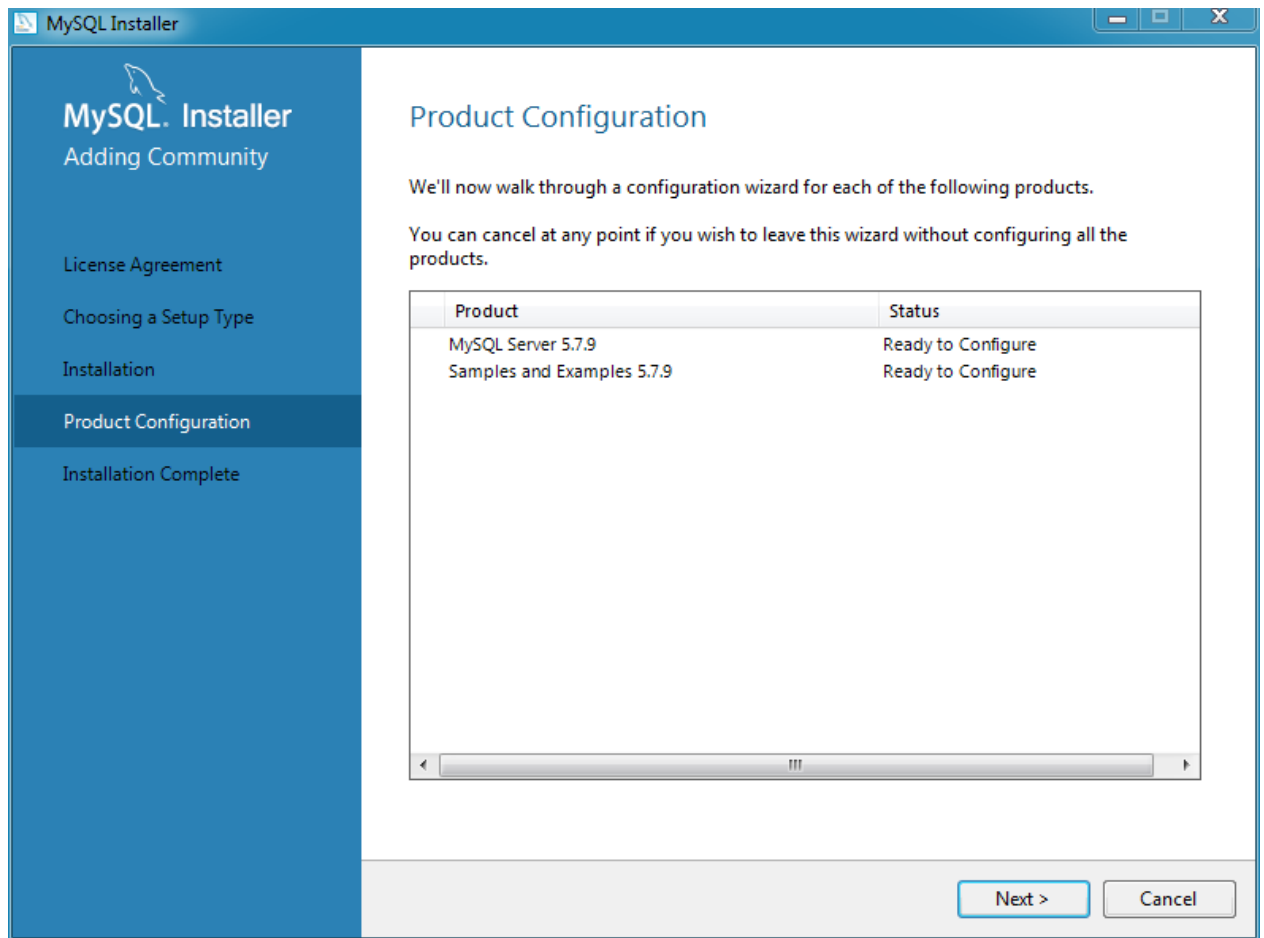 MySQL Installer
MySQL. Installer
Adding Community
License Agreement
Choosing a Setup Type
Installation
Product Configuration
Installation Complete
Product Configuration
We'll now walk through a configuration wizard for each of the following products.
You can cancel at any point if you wish to leave this wizard without configuring all the
products.
Product Status
MySQL Server 5.7.9 Ready to Configure
Samples and Examples 5.7.9 Ready to Configure
Next > Cancel